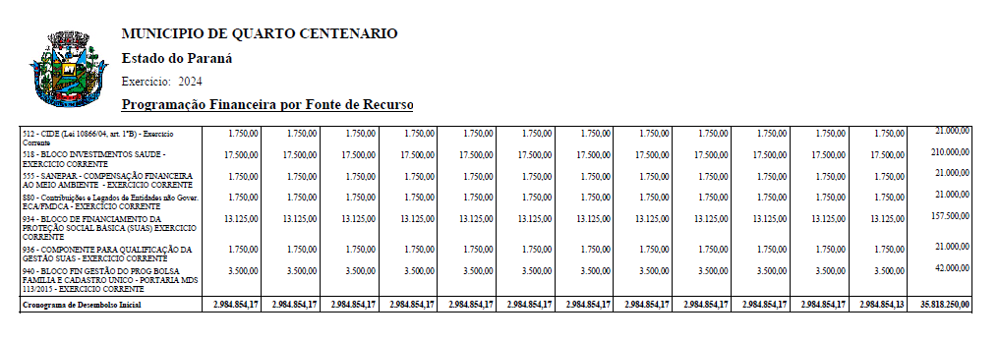 MUNICIPIO DE QUARTO CENTENARIO
Estado do Paraná
Exercício: 2024
Programação Financeira por Fonte de Recurso
512 - CIDE (Lei 10866/04, art. 1ºB) - Exercício 1.750,00 1.750,00 1.750,00 1.750,00 1.750,00 1.750,00 1.750,00 1.750,00 1.750,00 1.750,00 1.750,00 1.750,00 21.000,00
Corrente
518 - BLOCO INVESTIMENTOS SAUDE - 17.500,00 17.500,00 17.500,00 17.500,00 17.500,00 17.500,00 17.500,00 17.500,00 17.500,00 17.500,00 17.500,00 17.500,00 210.000,00
EXERCICIO CORRENTE
555 - SANEPAR - COMPENSAÇÃO FINANCEIRA 1.750,00 1.750,00 1.750,00 1.750,00 1.750,00 1.750,00 1.750,00 1.750,00 1.750,00 1.750,00 1.750,00 1.750,00 21.000,00
AO MEIO AMBIENTE - EXERCICIO CORRENTE
880 - Contribuições e Legados de Entidades não Gover. 1.750,00 1.750,00 1.750,00 1.750,00 1.750,00 1.750,00 1.750,00 1.750,00 1.750,00 1.750,00 1.750,00 1.750,00 21.000,00
ECA/FMDCA - EXERCÍCIO CORRENTE
934 - BLOCO DE FINANCIAMENTO DA 13.125,00 13.125,00 13.125,00 13.125,00 13.125,00 13.125,00 13.125,00 13.125,00 13.125,00 13.125,00 13.125,00 13.125,00 157.500,00
PROTEÇÃO SOCIAL BÁSICA (SUAS) EXERCICIO
CORRENTE
936 - COMPONENTE PARA QUALIFICAÇÃO DA 1.750,00 1.750,00 1.750,00 1.750,00 1.750,00 1.750,00 1.750,00 1.750,00 1.750,00 1.750,00 1.750,00 1.750,00 21.000,00
GESTÃO SUAS - EXERCICIO CORRENTE
940 - BLOCO FIN GESTÃO DO PROG BOLSA 3.500,00 3.500,00 3.500,00 3.500,00 3.500,00 3.500,00 3.500,00 3.500,00 3.500,00 3.500,00 3.500,00 3.500,00 42.000,00
FAMILIA E CADASTRO UNICO - PORTARIA MDS
113/2015 - EXERCICIO CORRENTE
Cronograma de Desembolso Inicial 2.984.854,17 2.984.854,17 2.984.854,17 2.984.854,17 2.984.854,17 2.984.854,17 2.984.854,17 2.984.854,17 2.984.854,17 2.984.854,17 2.984.854,17 2.984.854,13 35.818.250,00